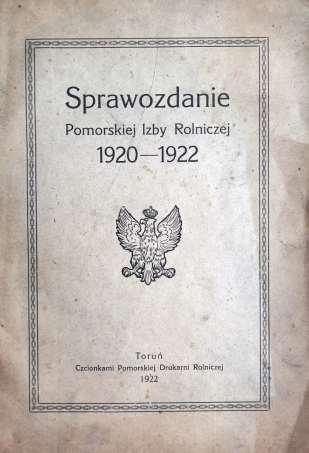 Sprawozdanie
Pomorskiej Izby Rolniczej
1920—1922
Toruń
Czcionkami Pomorskiej Drukarni Rolniczej
1922